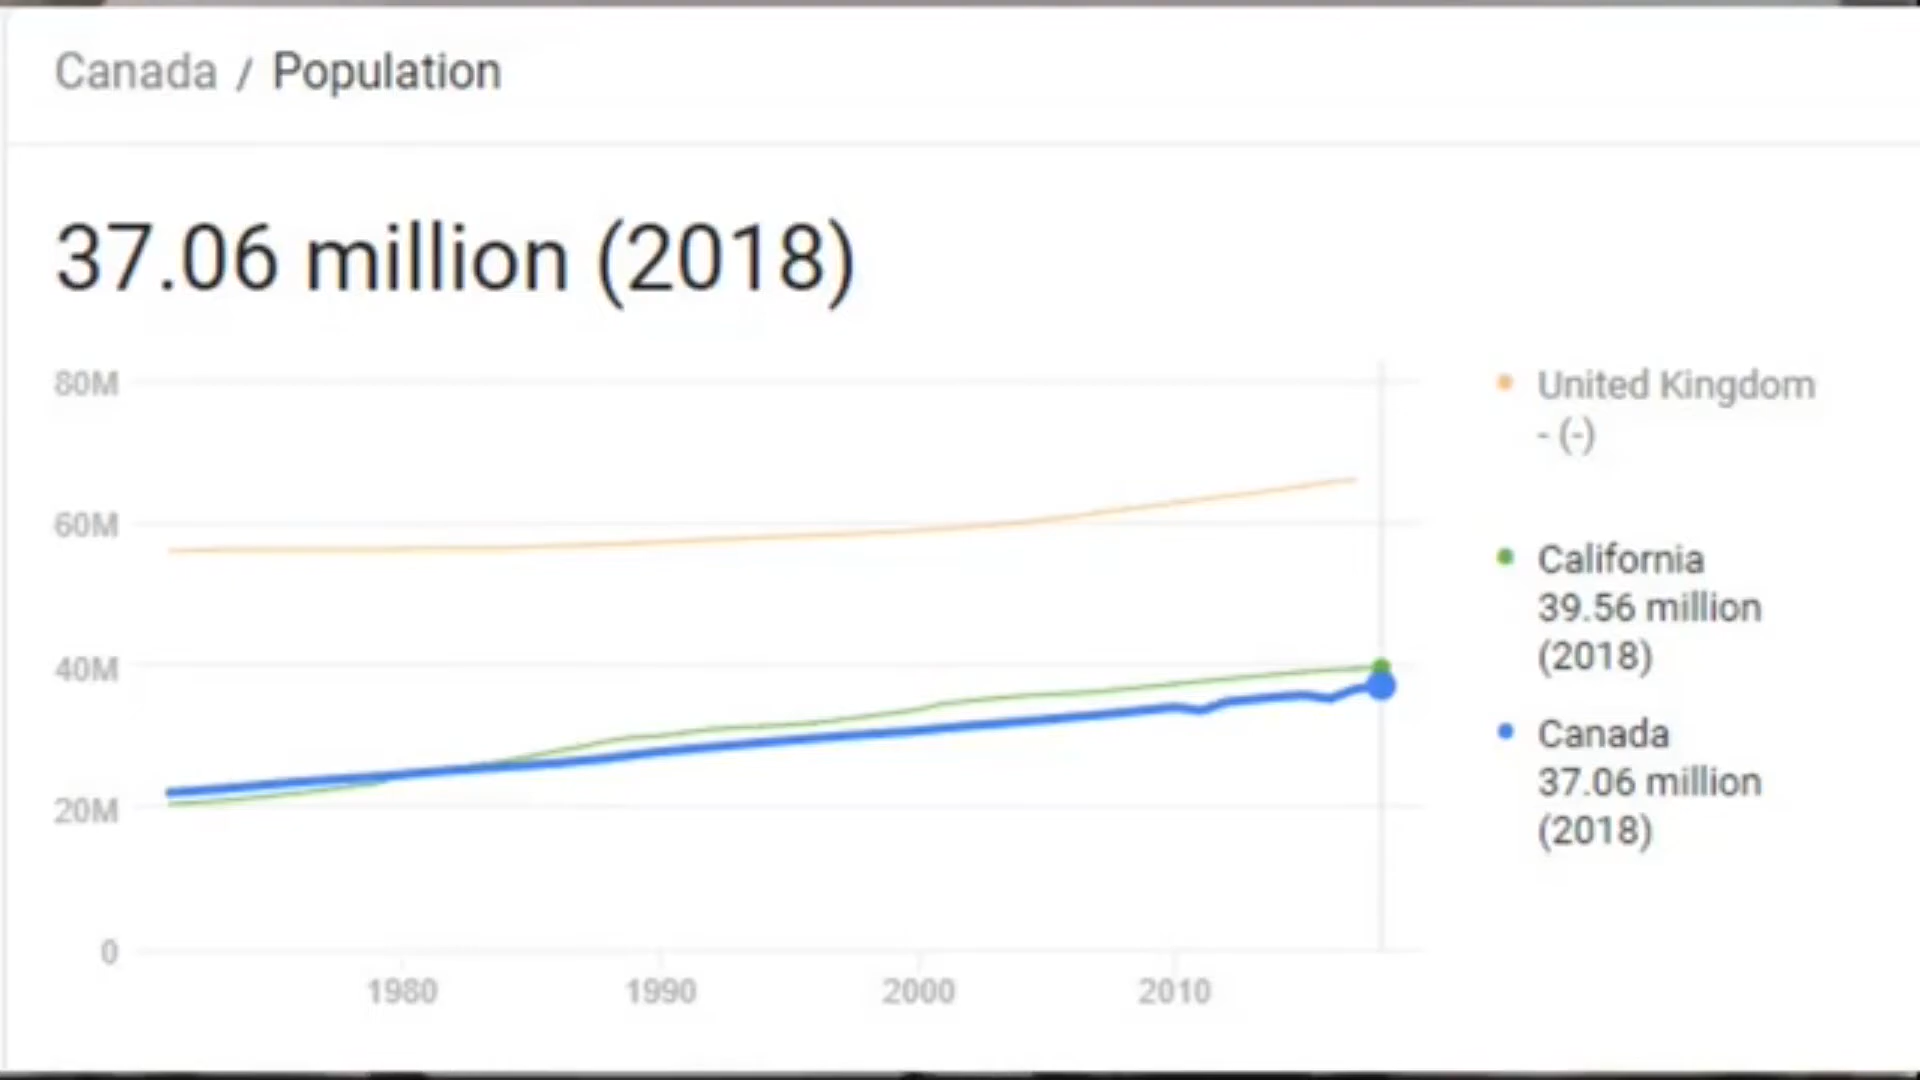 Canada / Population
37.06 million (2018)
80M
60M
40M
20M
0
1980
1990
2000
2010
United Kingdom
- (-)
California
39.56 million
(2018)
Canada
37.06 million
(2018)